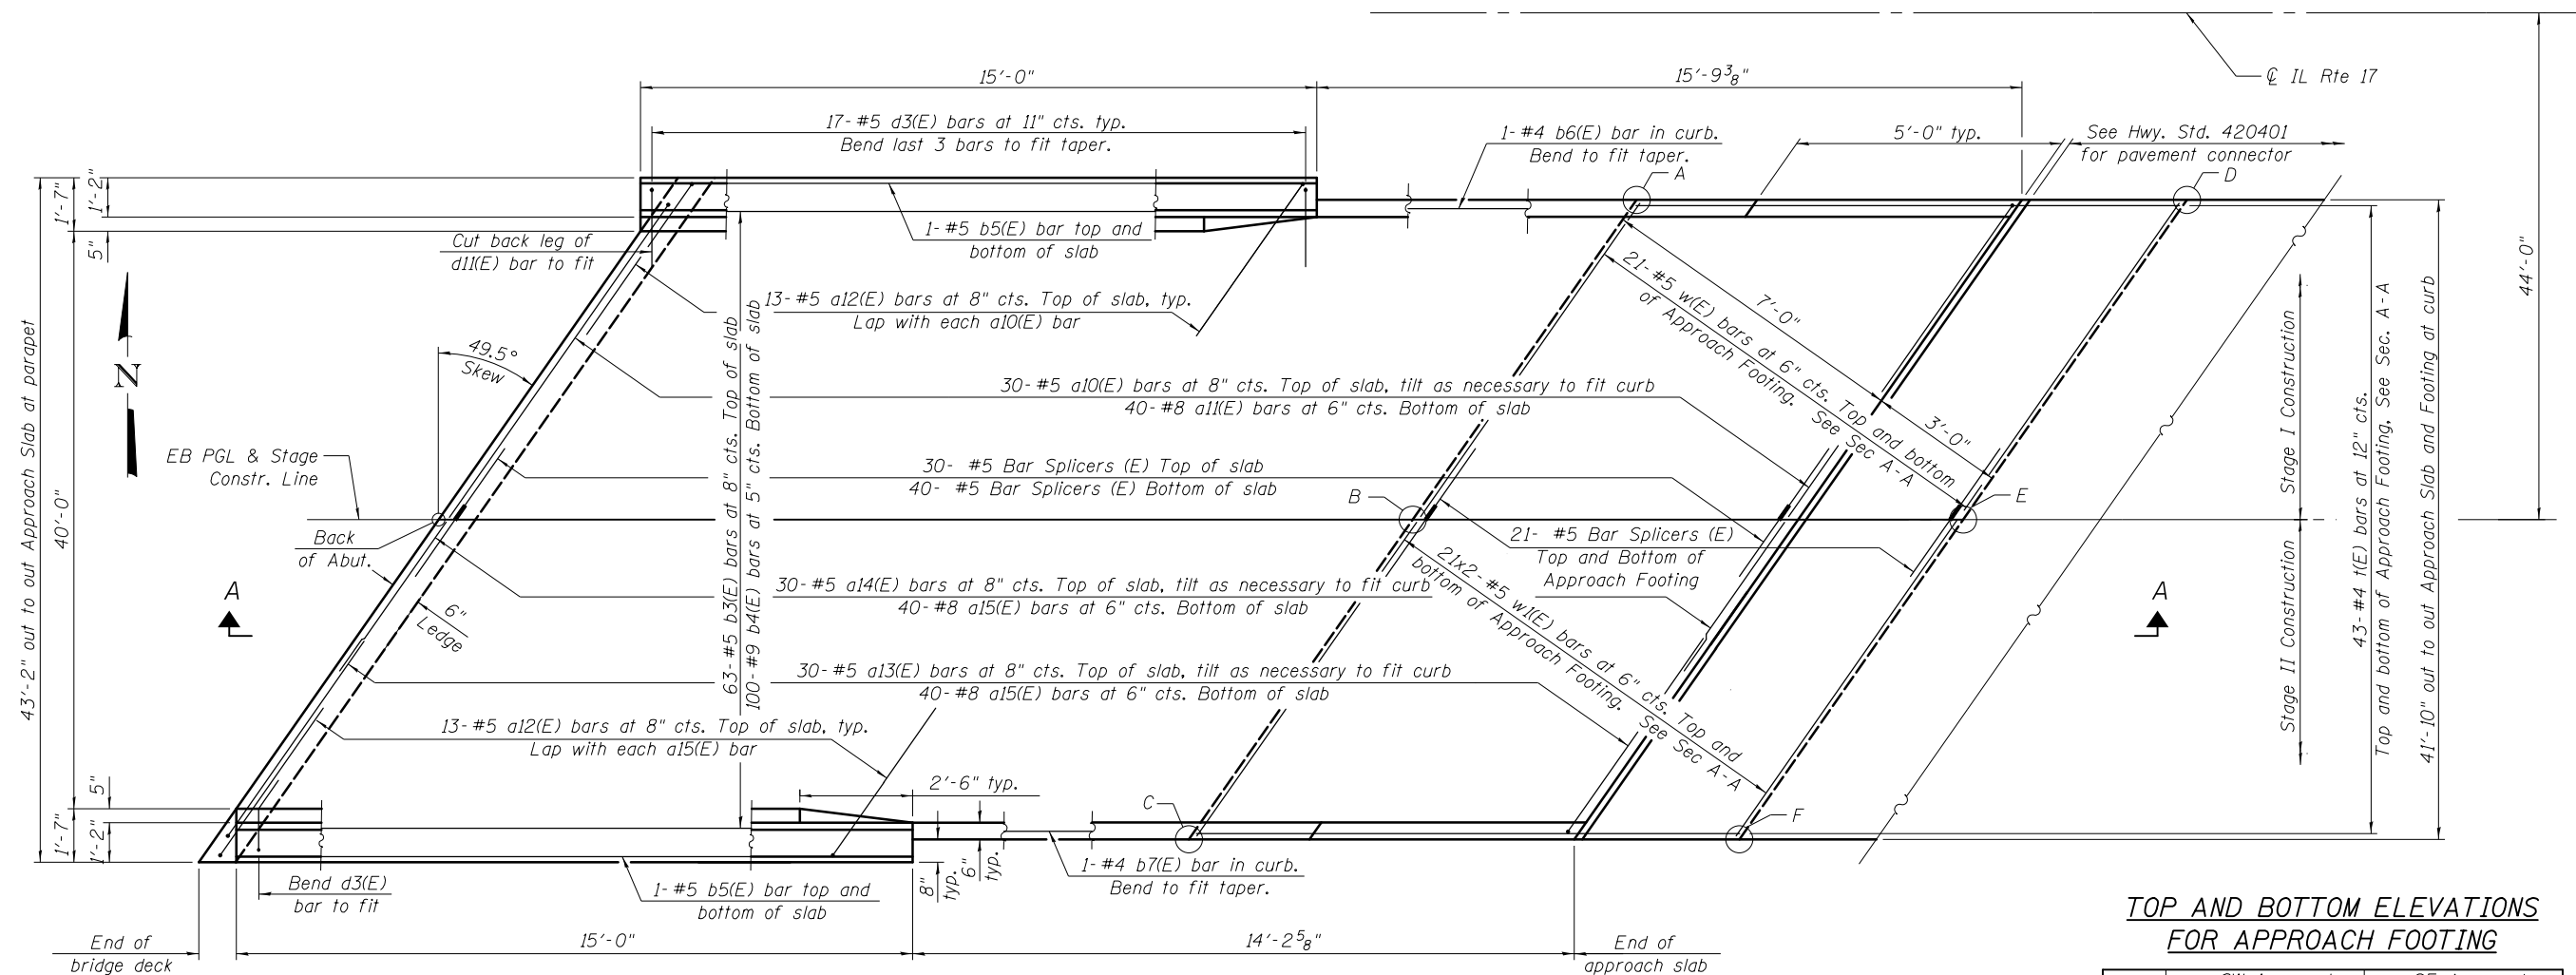 ℄ IL Rte 17
15'-0"
15'-9⅜"
17- #5 d3(E) bars at 11" cts. typ.
Bend last 3 bars to fit taper.
1- #4 b6(E) bar in curb.
Bend to fit taper.
5'-0" typ.
See Hwy. Std. 420401
for pavement connector
A
D
1'-7"
1'-2"
5"
Cut back leg of
d11(E) bar to fit
1- #5 b5(E) bar top and
bottom of slab
44'-0"
13- #5 a12(E) bars at 8" cts. Top of slab, typ.
Lap with each a10(E) bar
7'-0"
3'-0"
21- #5 w(E) bars at 6" cts. Top and bottom
of Approach Footing. See Sec A-A
N
49.5°
Skew
30- #5 a10(E) bars at 8" cts. Top of slab, tilt as necessary to fit curb
40- #8 a11(E) bars at 6" cts. Bottom of slab
63- #5 b3(E) bars at 8" cts. Top of slab
100- #9 b4(E) bars at 5" cts. Bottom of slab
EB PGL & Stage
Constr. Line
30- #5 Bar Splicers (E) Top of slab
40- #5 Bar Splicers (E) Bottom of slab
B
E
Stage I Construction
Stage II Construction
43'-2" out to out Approach Slab at parapet
40'-0"
Back
of Abut.
21- #5 Bar Splicers (E)
Top and Bottom of
Approach Footing
43- #4 t(E) bars at 12" cts.
Top and bottom of Approach Footing, See Sec. A-A
41'-10" out to out Approach Slab and Footing at curb
A
A
30- #5 a14(E) bars at 8" cts. Top of slab, tilt as necessary to fit curb
40- #8 a15(E) bars at 6" cts. Bottom of slab
6"
Ledge
21x2- #5 w1(E) bars at 6" cts. Top and
bottom of Approach Footing. See Sec A-A
30- #5 a13(E) bars at 8" cts. Top of slab, tilt as necessary to fit curb
40- #8 a15(E) bars at 6" cts. Bottom of slab
13- #5 a12(E) bars at 8" cts. Top of slab, typ.
Lap with each a15(E) bar
2'-6" typ.
C
F
5"
1'-7"
1'-2"
8"
typ.
6"
typ.
1- #4 b7(E) bar in curb.
Bend to fit taper.
Bend d3(E)
bar to fit
1- #5 b5(E) bar top and
bottom of slab
End of
bridge deck
15'-0"
14'-2⅝"
End of
approach slab
TOP AND BOTTOM ELEVATIONS
FOR APPROACH FOOTING